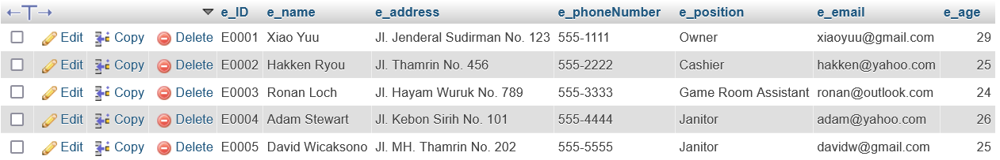 e_ID e_name e_address e_phoneNumber e_position e_email e_age
Edit Copy Delete E0001 Xiao Yuu Jl. Jenderal Sudirman No. 123 555-1111 Owner xiaoyuu@gmail.com 29
Edit Copy Delete E0002 Hakken Ryou Jl. Thamrin No. 456 555-2222 Cashier hakken@yahoo.com 25
Edit Copy Delete E0003 Ronan Loch Jl. Hayam Wuruk No. 789 555-3333 Game Room Assistant ronan@outlook.com 24
Edit Copy Delete E0004 Adam Stewart Jl. Kebon Sirih No. 101 555-4444 Janitor adam@yahoo.com 26
Edit Copy Delete E0005 David Wicaksono Jl. MH. Thamrin No. 202 555-5555 Janitor davidw@gmail.com 25